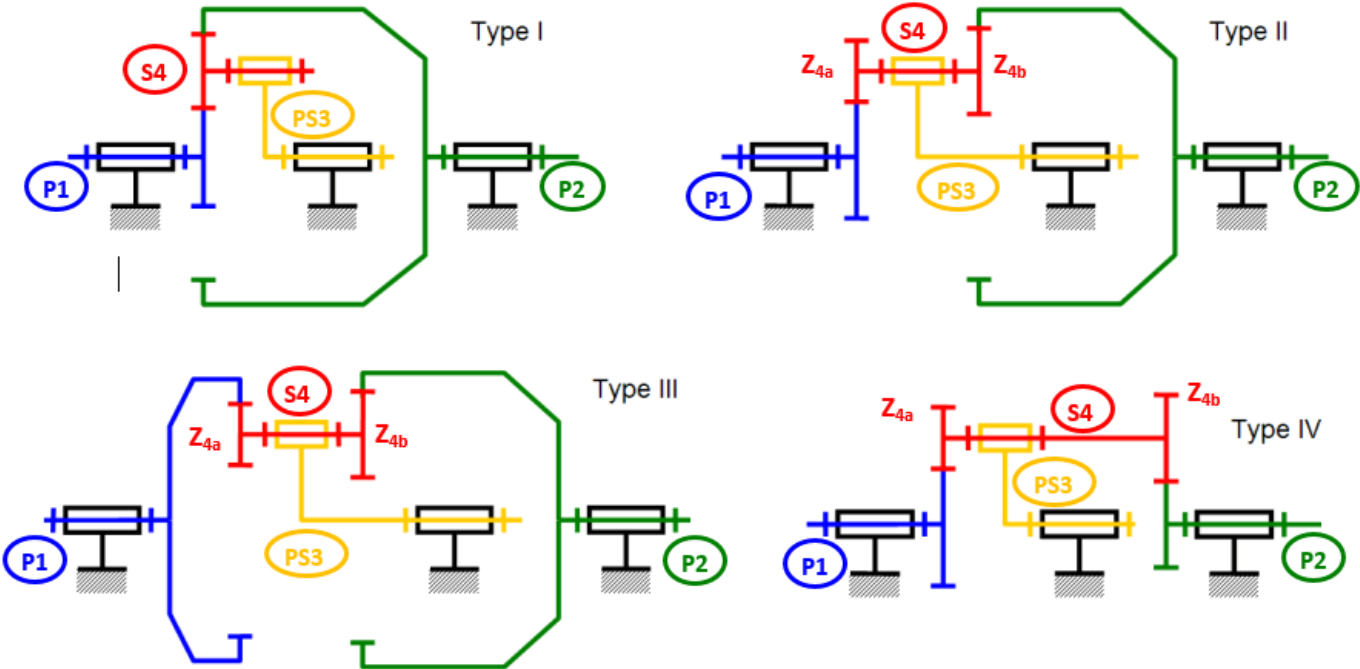 Type I
S4
PS3
P1
P2
Type II
S4
Z4a
Z4b
PS3
P1
P2
Type III
S4
Z4a
Z4b
PS3
P1
P2
Type IV
Z4a
S4
Z4b
PS3
P1
P2